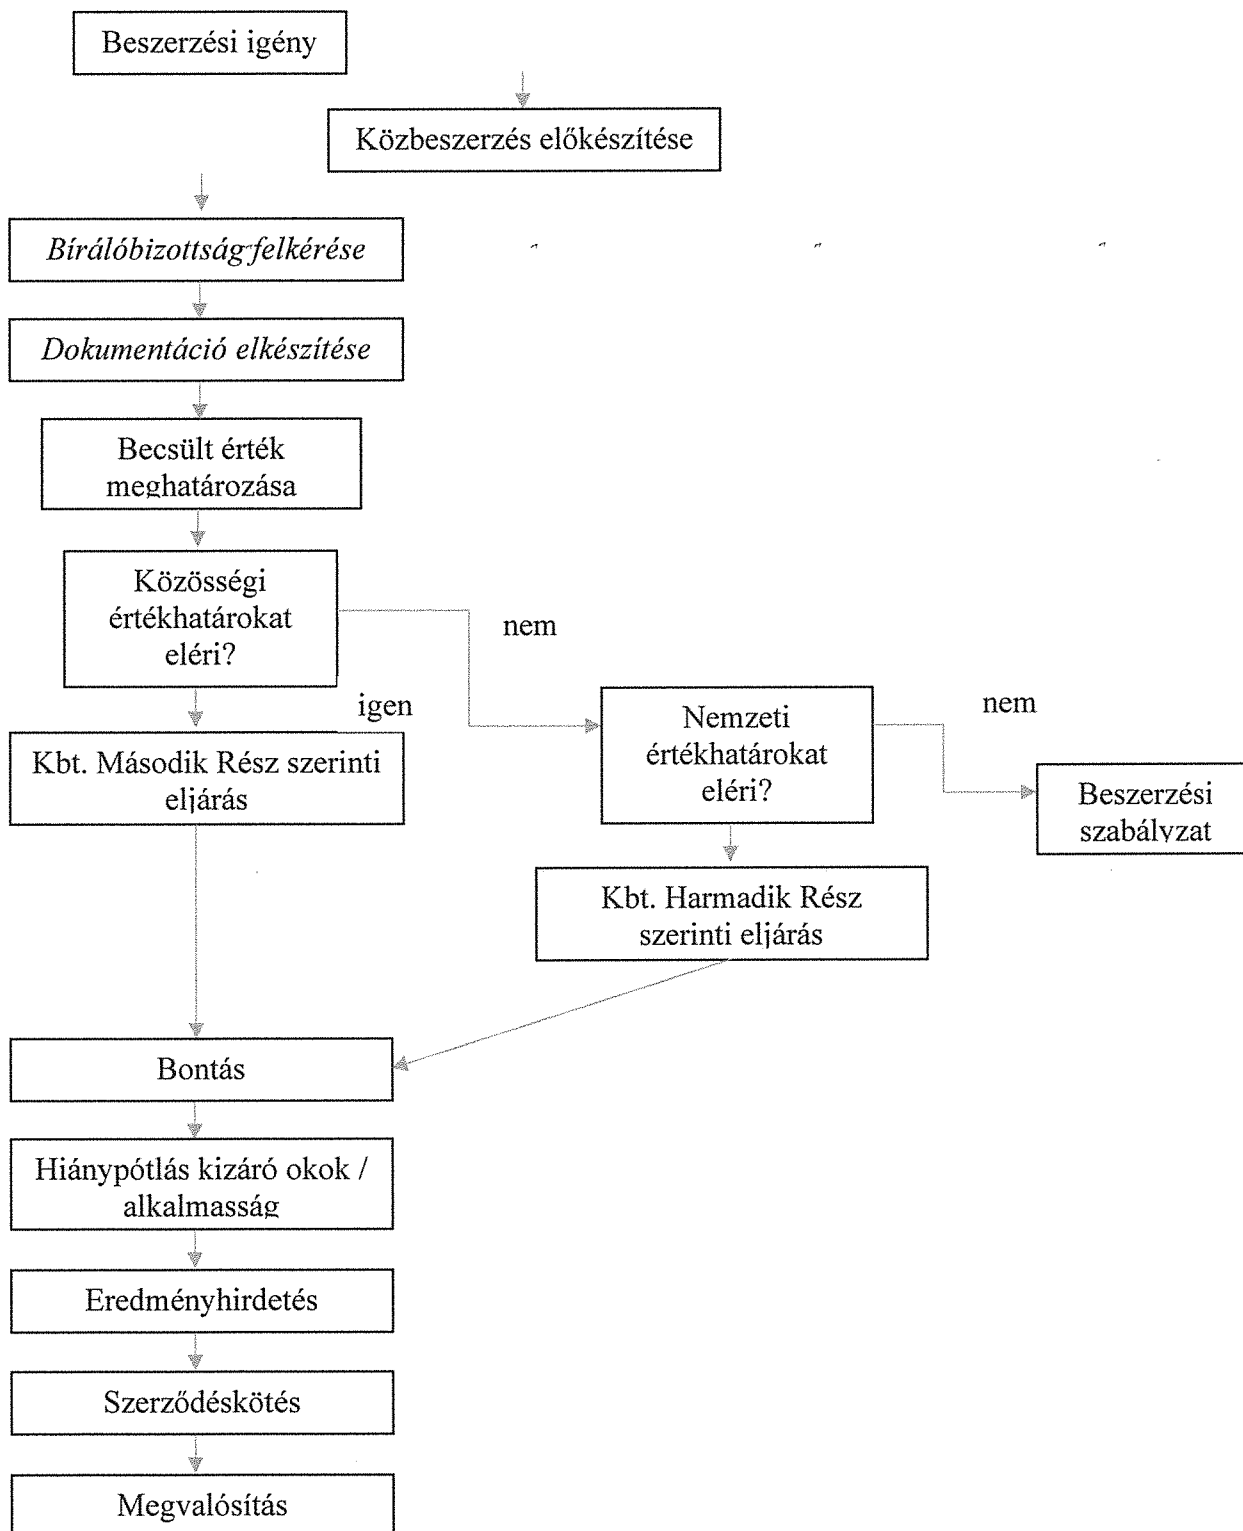 Beszerzési igény
Közbeszerzés előkészítése
Bírálóbizottság felkérése
Dokumentáció elkészítése
Becsült érték
meghatározása
Közösségi
értékhatárokat
eléri?
nem
igen
Nemzeti
értékhatárokat
eléri?
nem
Kbt. Második Rész szerinti
eljárás
Beszerzési
szabályzat
Kbt. Harmadik Rész
szerinti eljárás
Bontás
Hiánypótlás kizáró okok /
alkalmasság
Eredményhirdetés
Szerződéskötés
Megvalósítás